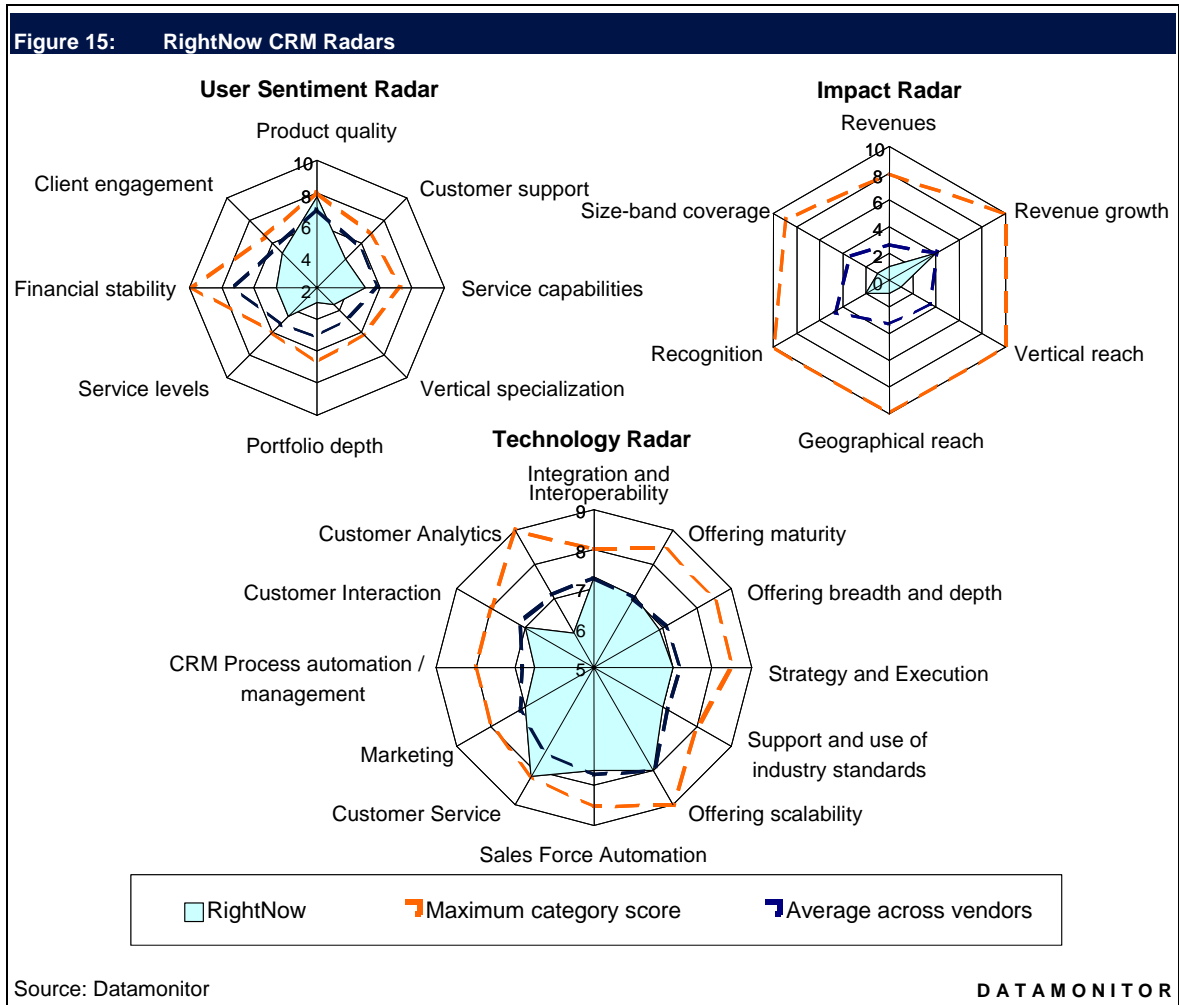 Figure 15: RightNow CRM Radars
User Sentiment Radar
Product quality
Customer support
Service capabilities
Vertical specialization
Portfolio depth
Service levels
Financial stability
Client engagement
10
8
6
4
2
Impact Radar
Revenues
Revenue growth
Vertical reach
Geographical reach
Recognition
Size-band coverage
10
8
6
4
2
0
Technology Radar
Integration and
Interoperability
Offering maturity
Offering breadth and depth
Strategy and Execution
Support and use of
industry standards
Offering scalability
Sales Force Automation
Customer Service
Marketing
CRM Process automation /
management
Customer Interaction
Customer Analytics
9
8
7
6
5
RightNow
Maximum category score
Average across vendors
Source: Datamonitor
DATAMONITOR